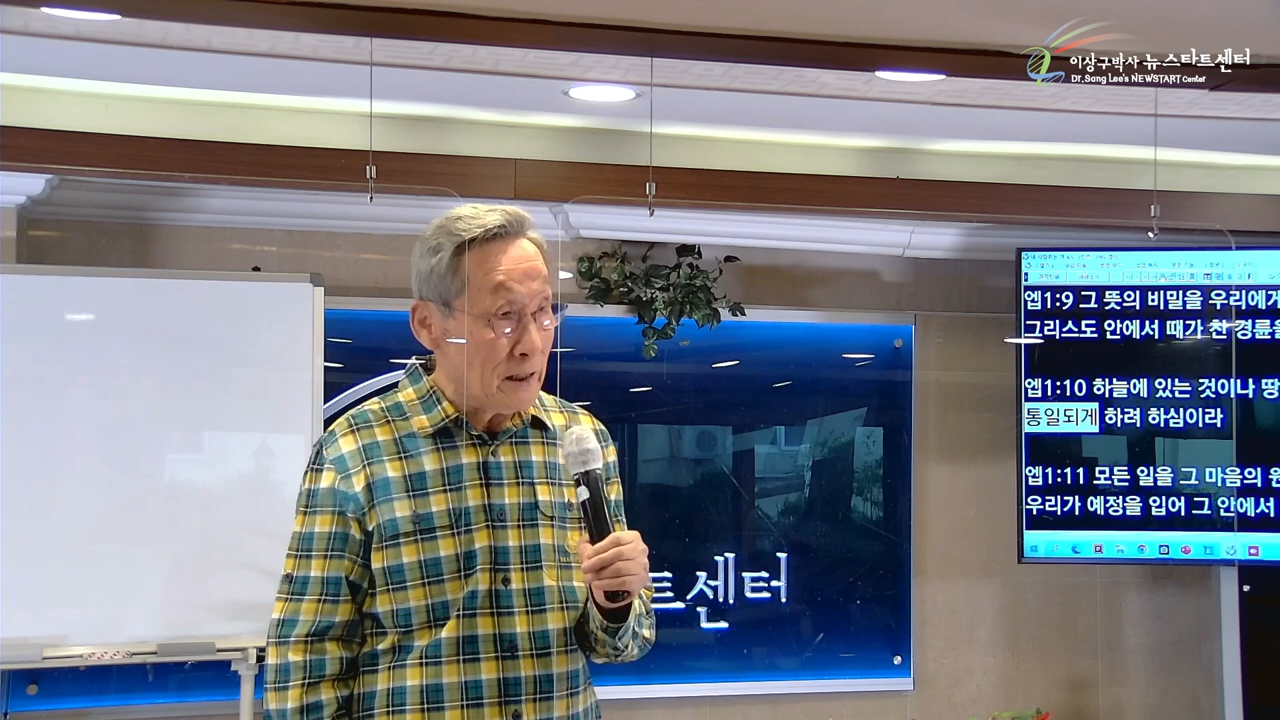 이상구박사 뉴스타트센터
Dr. Sang Lee's NEWSTART Center
엡1:9 그 뜻의 비밀을 우리에게
그리스도 안에서 때가 찬 경륜을
엡1:10 하늘에 있는 것이나 땅
통일되게 하려 하심이라
엡1:11 모든 일을 그 마음의 원
우리가 예정을 입어 그 안에서
트센터